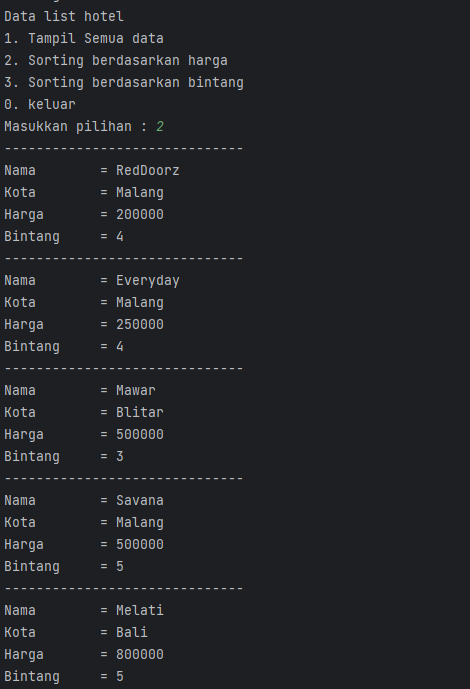 Data list hotel
1. Tampil Semua data
2. Sorting berdasarkan harga
3. Sorting berdasarkan bintang
0. keluar
Masukkan pilihan : 2
------------------------------
Nama        = RedDoorz
Kota        = Malang
Harga       = 200000
Bintang     = 4
------------------------------
Nama        = Everyday
Kota        = Malang
Harga       = 250000
Bintang     = 4
------------------------------
Nama        = Mawar
Kota        = Blitar
Harga       = 500000
Bintang     = 3
------------------------------
Nama        = Savana
Kota        = Malang
Harga       = 500000
Bintang     = 5
------------------------------
Nama        = Melati
Kota        = Bali
Harga       = 800000
Bintang     = 5